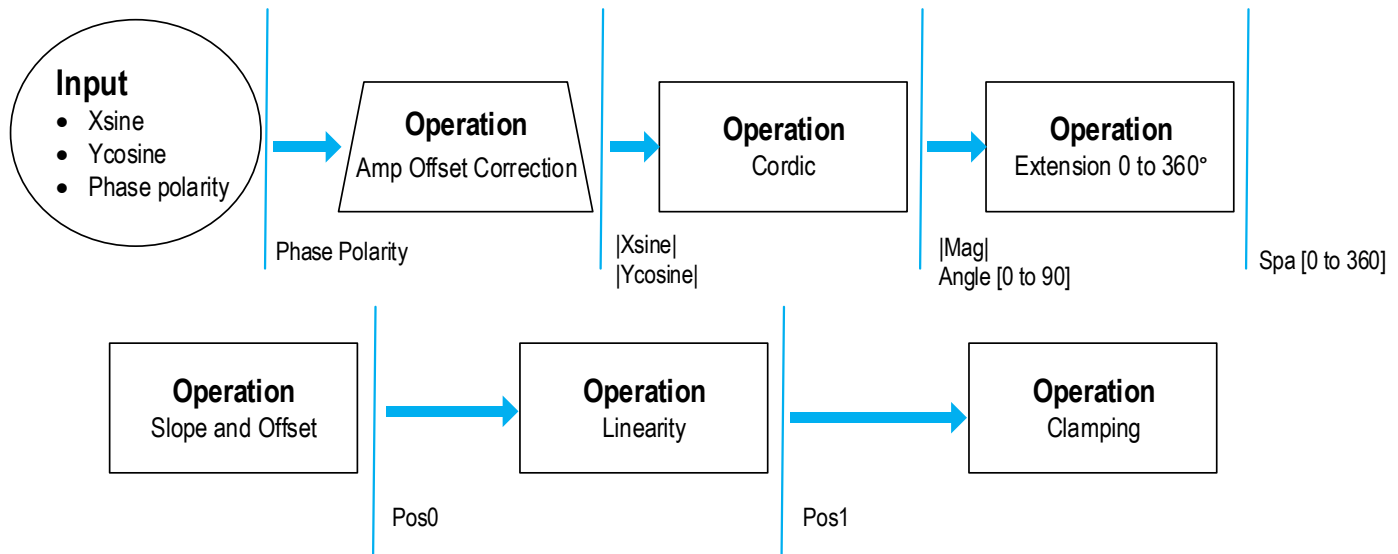 Input
• Xsine
• Ycosine
• Phase polarity
Phase Polarity
Operation
Amp Offset Correction
|Xsine|
|Ycosine|
Operation
Cordic
|Mag|
Angle [0 to 90]
Operation
Extension 0 to 360°
Spa [0 to 360]
Operation
Slope and Offset
Pos0
Operation
Linearity
Pos1
Operation
Clamping